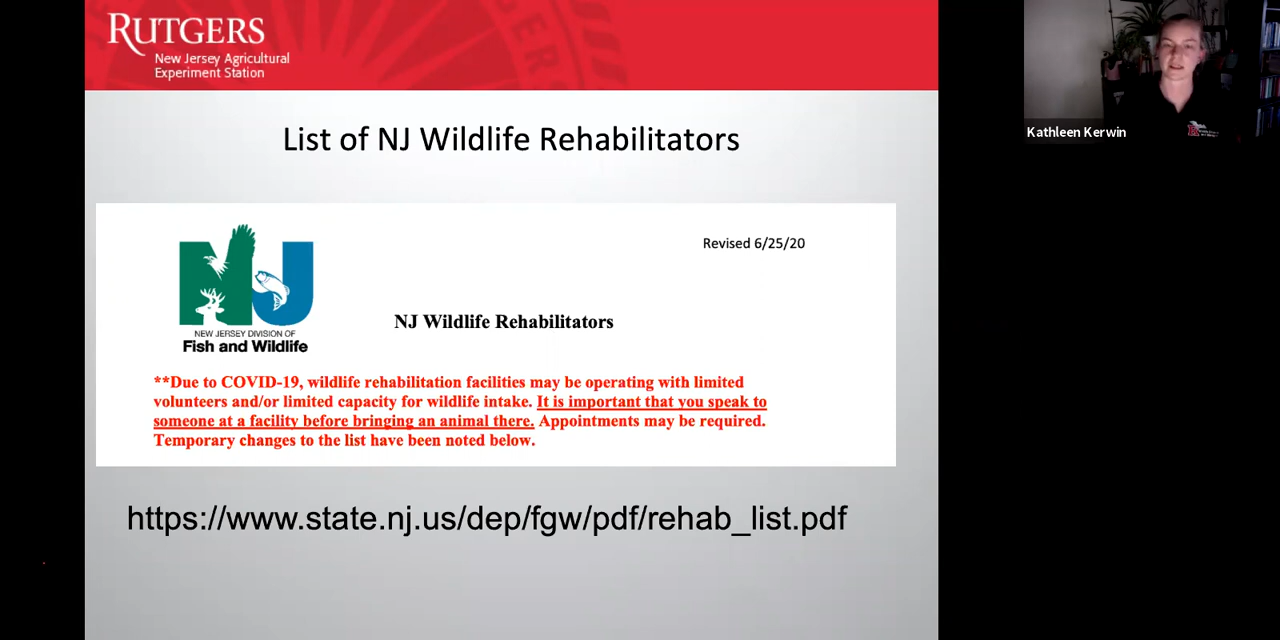 RUTGERS
New Jersey Agricultural
Experiment Station
Kathleen Kerwin
List of NJ Wildlife Rehabilitators
Revised 6/25/20
NJ
NEW JERSEY DIVISION OF
Fish and Wildlife
NJ Wildlife Rehabilitators
**Due to COVID-19, wildlife rehabilitation facilities may be operating with limited
volunteers and/or limited capacity for wildlife intake. It is important that you speak to
someone at a facility before bringing an animal there. Appointments may be required.
Temporary changes to the list have been noted below.
https://www.state.nj.us/dep/fgw/pdf/rehab_list.pdf